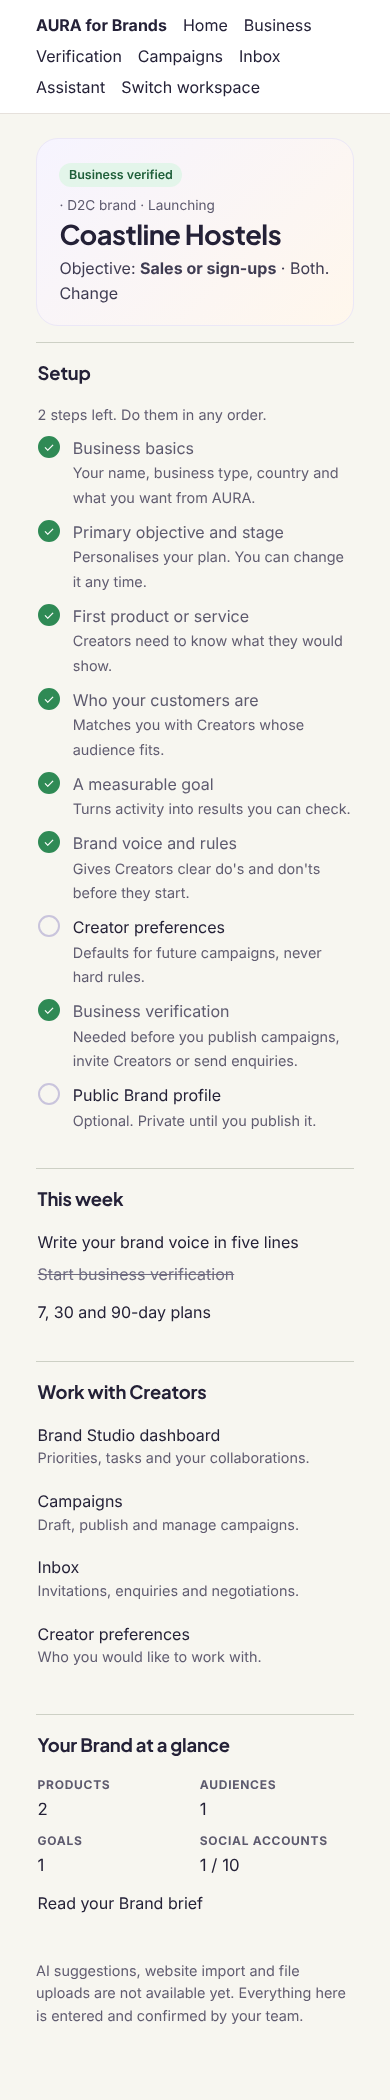 AURA for Brands Home Business
Verification Campaigns Inbox
Assistant Switch workspace
Business verified
· D2C brand · Launching
Coastline Hostels
Objective: Sales or sign-ups · Both.
Change
Setup
2 steps left. Do them in any order.
Business basics
Your name, business type, country and
what you want from AURA.
Primary objective and stage
Personalises your plan. You can change
it any time.
First product or service
Creators need to know what they would
show.
Who your customers are
Matches you with Creators whose
audience fits.
A measurable goal
Turns activity into results you can check.
Brand voice and rules
Gives Creators clear do's and don'ts
before they start.
Creator preferences
Defaults for future campaigns, never
hard rules.
Business verification
Needed before you publish campaigns,
invite Creators or send enquiries.
Public Brand profile
Optional. Private until you publish it.
This week
Write your brand voice in five lines
Start business verification
7, 30 and 90-day plans
Work with Creators
Brand Studio dashboard
Priorities, tasks and your collaborations.
Campaigns
Draft, publish and manage campaigns.
Inbox
Invitations, enquiries and negotiations.
Creator preferences
Who you would like to work with.
Your Brand at a glance
PRODUCTS AUDIENCES
2 1
GOALS SOCIAL ACCOUNTS
1 1 / 10
Read your Brand brief
AI suggestions, website import and file
uploads are not available yet. Everything here
is entered and confirmed by your team.